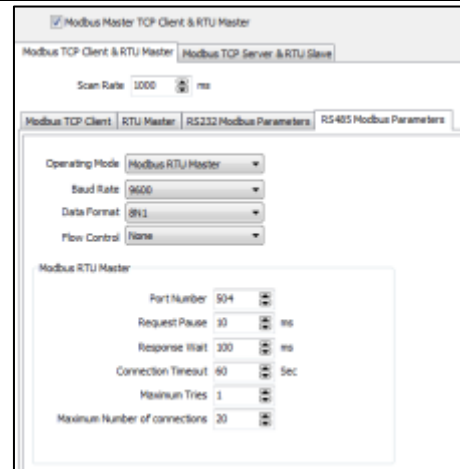 Modbus Master TCP Client & RTU Master
Modbus TCP Client & RTU Master Modbus TCP Server & RTU Slave
Scan Rate 1000 ms
Modbus TCP Client RTU Master RS232 Modbus Parameters RS485 Modbus Parameters
Operating Mode Modbus RTU Master
Baud Rate 9600
Data Format 8N1
Flow Control None
Modbus RTU Master
Port Number 504
Request Pause 10 ms
Response Wait 100 ms
Connection Timeout 60 Sec
Maximum Tries 1
Maximum Number of connections 20